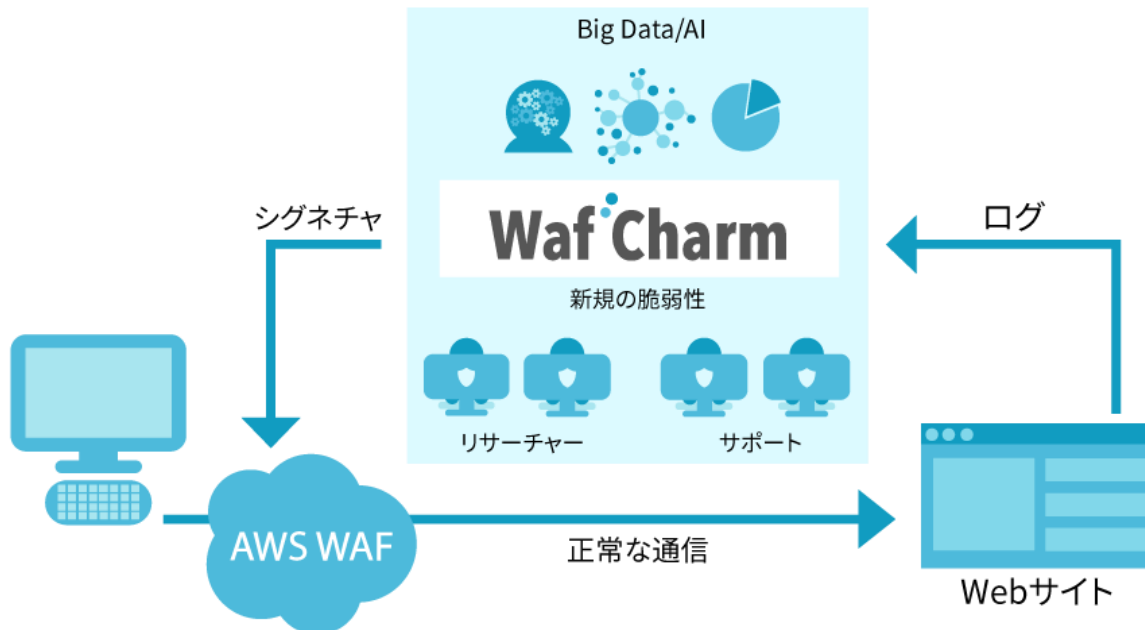 Big Data/AI
シグネチャ
WafCharm
ログ
新規の脆弱性
リサーチャー
サポート
AWS WAF
正常な通信
Webサイト